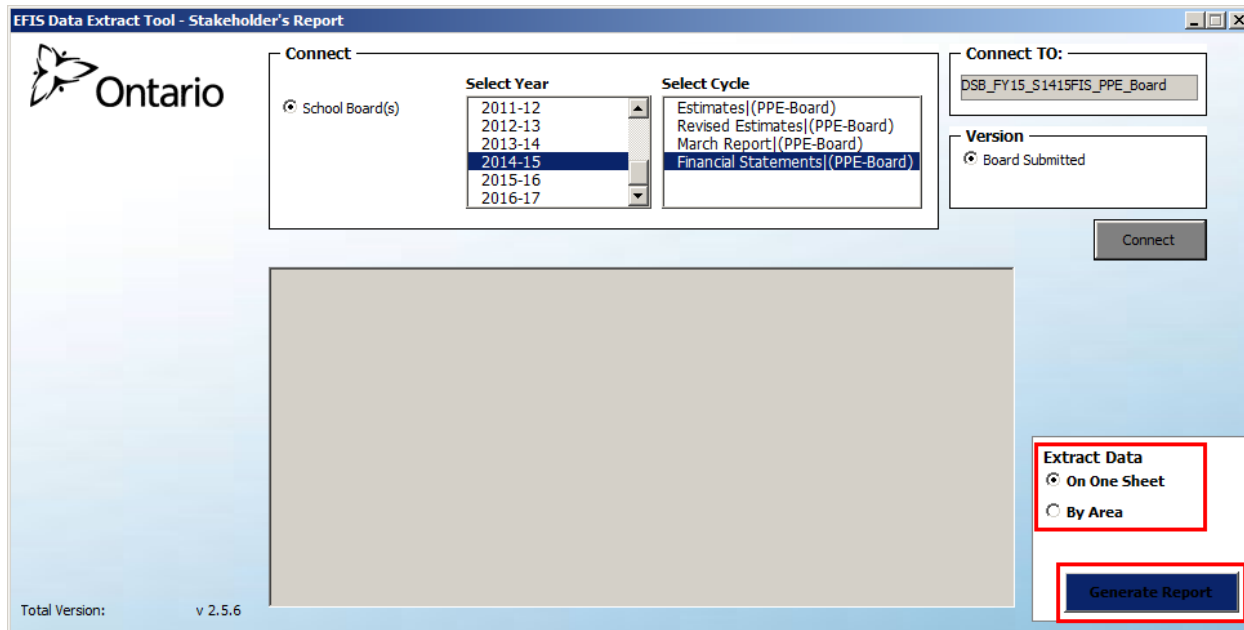 EFIS Data Extract Tool - Stakeholder's Report
Ontario
Connect
School Board(s)
Select Year
2011-12
2012-13
2013-14
2014-15
2015-16
2016-17
Select Cycle
Estimates|(PPE-Board)
Revised Estimates|(PPE-Board)
March Report|(PPE-Board)
Financial Statements|(PPE-Board)
Connect TO:
DSB_FY15_S1415FIS_PPE_Board
Version
Board Submitted
Connect
Extract Data
On One Sheet
By Area
Generate Report
Total Version: v 2.5.6